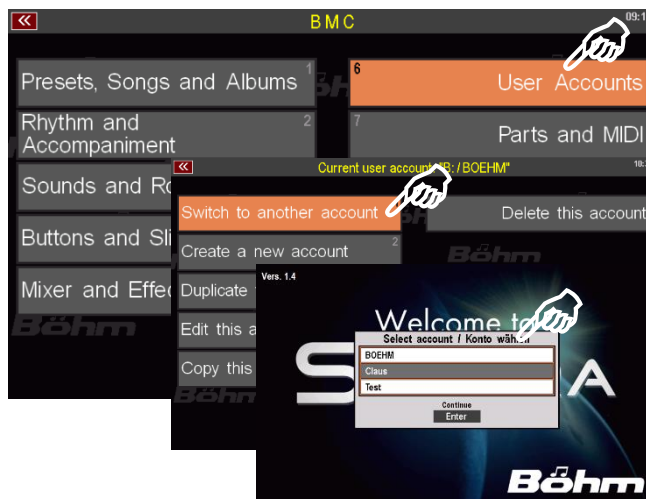 BMC
09:1
Presets, Songs and Albums 1
6 User Accounts
Rhythm and 2
Accompaniment
7 Parts and MIDI
Sounds and
Buttons and
Mixer and
Böhm
Current user account: "B: / BOEHM"
10:
Switch to another account
Delete this account
Create a new account 2
Böhm
Duplicate
Edit this
Copy this
Böhm
Vers. 1.4
Welcome to
Select account / Konto wählen
BOEHM
Claus
Test
Continue
Enter
S A
Böhm